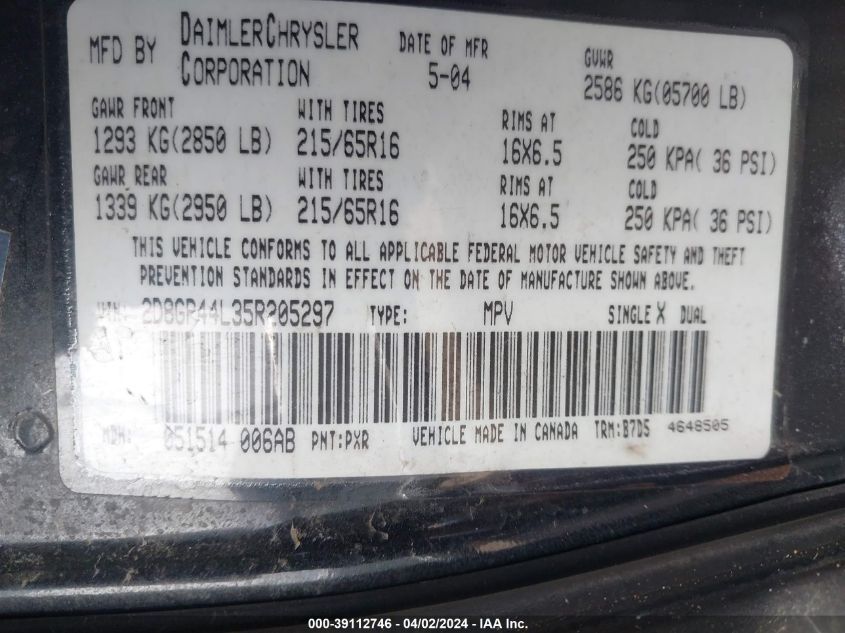 MFD BY DAIMLERCHRYSLER CORPORATION DATE OF MFR 5-04 GVWR 2586 KG(05700 LB)
GAWR FRONT WITH TIRES RIMS AT COLD
1293 KG(2850 LB) 215/65R16 16X6.5 250 KPA( 36 PSI)
GAWR REAR WITH TIRES RIMS AT COLD
1339 KG(2950 LB) 215/65R16 16X6.5 250 KPA( 36 PSI)
THIS VEHICLE CONFORMS TO ALL APPLICABLE FEDERAL MOTOR VEHICLE SAFETY AND THEFT
PREVENTION STANDARDS IN EFFECT ON THE DATE OF MANUFACTURE SHOWN ABOVE.
VIN: 2D8GP44L35R205297 TYPE: MPV SINGLE X DUAL
MDH: 051514 006AB PNT:PXR VEHICLE MADE IN CANADA TRM:B7D5 4648505
000-39112746 - 04/02/2024 - IAA Inc.